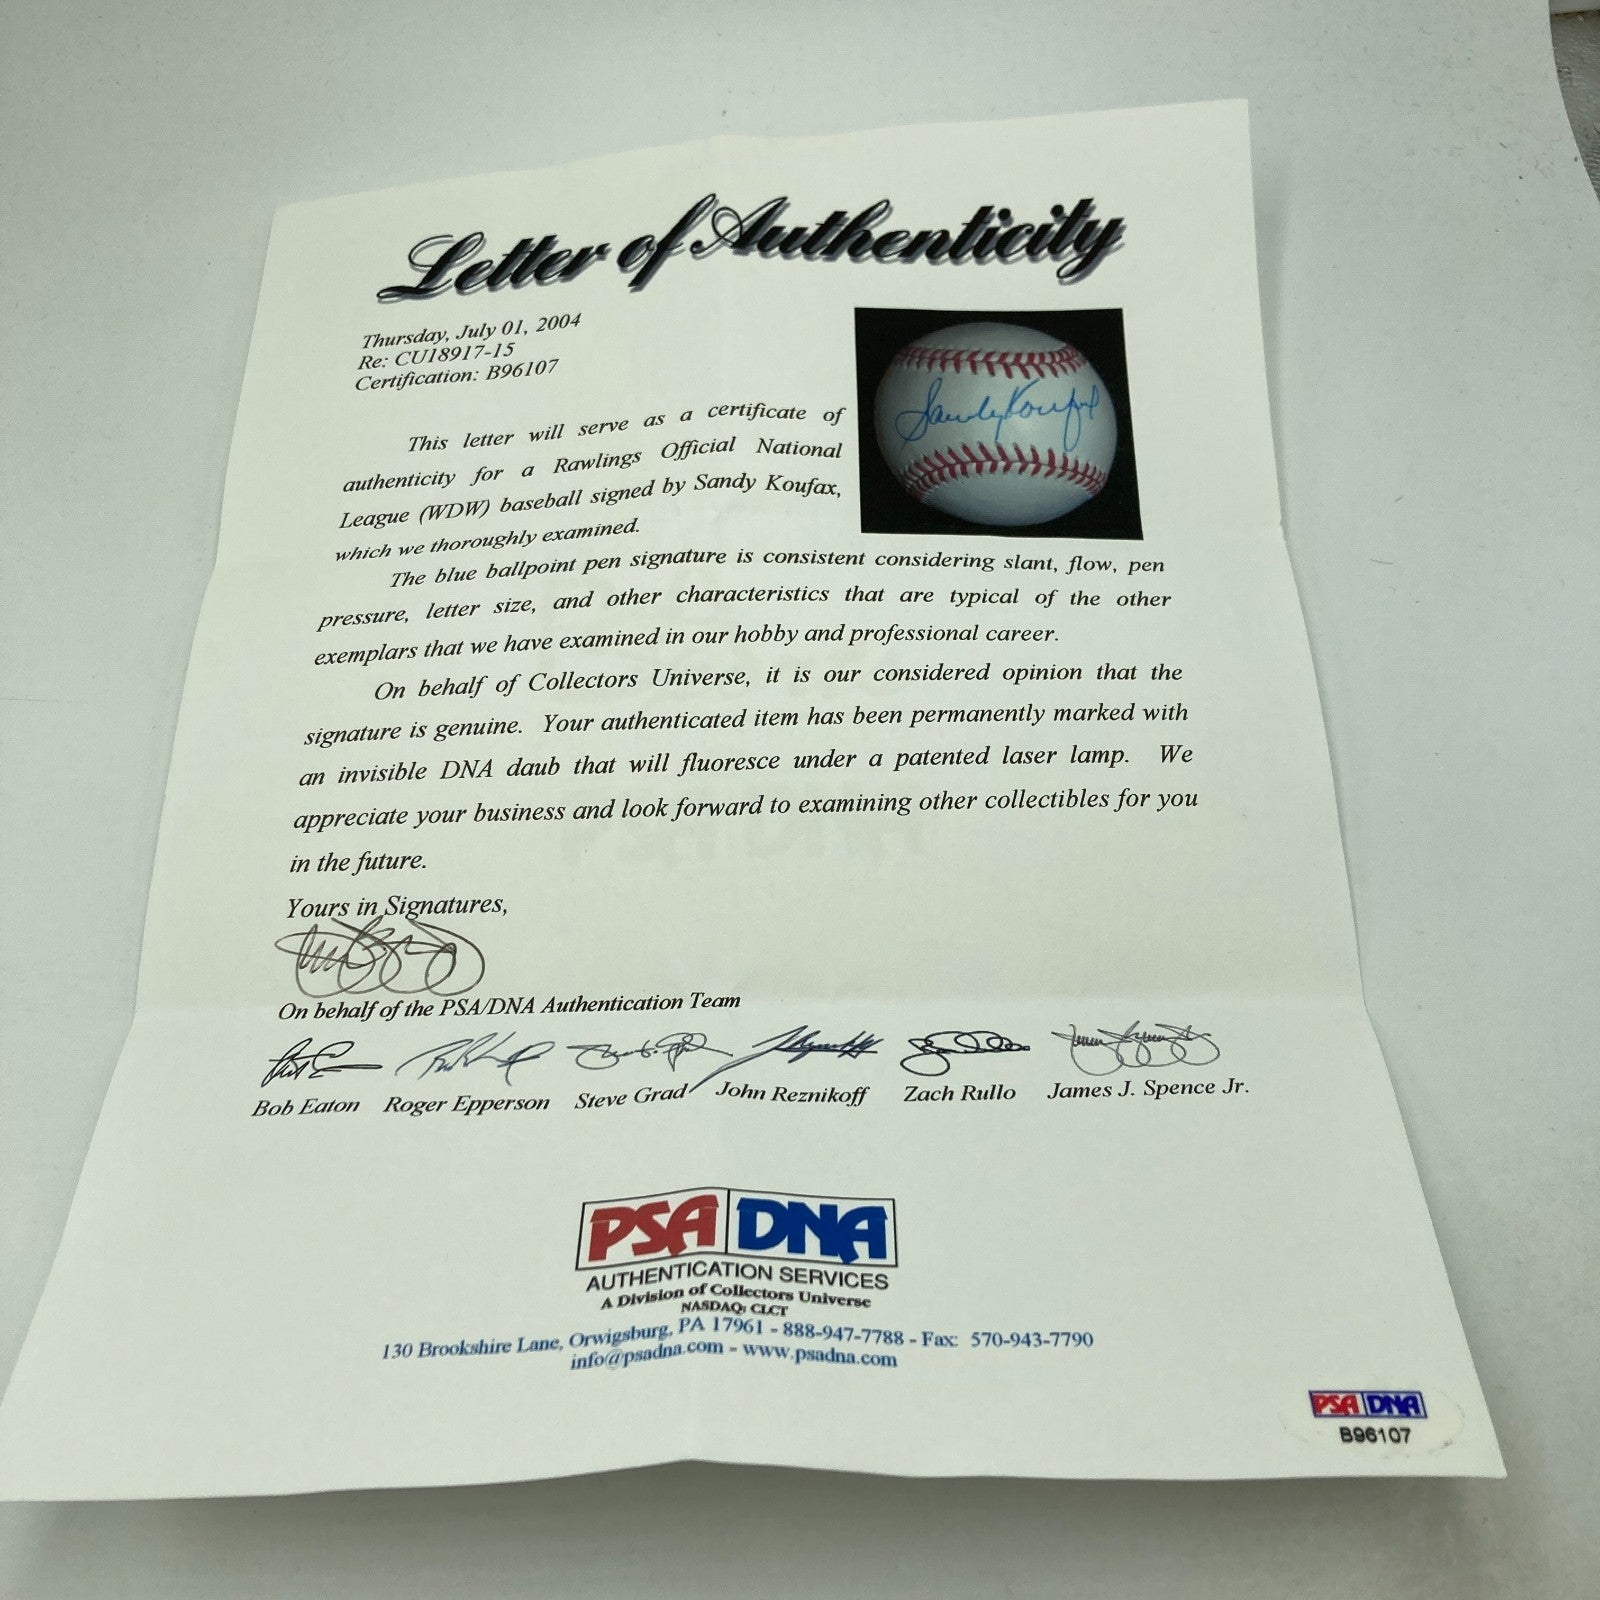 Letter of Authenticity
Thursday, July 01, 2004
Re: CU18917-15
Certification: B96107
Sandy Koufax
This letter will serve as a certificate of
authenticity for a Rawlings Official National
League (WDW) baseball signed by Sandy Koufax,
which we thoroughly examined.
The blue ballpoint pen signature is consistent considering slant, flow, pen
pressure, letter size, and other characteristics that are typical of the other
exemplars that we have examined in our hobby and professional career.
On behalf of Collectors Universe, it is our considered opinion that the
signature is genuine. Your authenticated item has been permanently marked with
an invisible DNA daub that will fluoresce under a patented laser lamp. We
appreciate your business and look forward to examining other collectibles for you
in the future.
Yours in Signatures,
On behalf of the PSA/DNA Authentication Team
Bob Eaton Roger Epperson Steve Grad John Reznikoff Zach Rullo James J. Spence Jr.
PSA DNA
AUTHENTICATION SERVICES
A Division of Collectors Universe
NASDAQ: CLCT
130 Brookshire Lane, Orwigsburg, PA 17961 - 888-947-7788 - Fax: 570-943-7790
info@psadna.com - www.psadna.com
PSA DNA
B96107